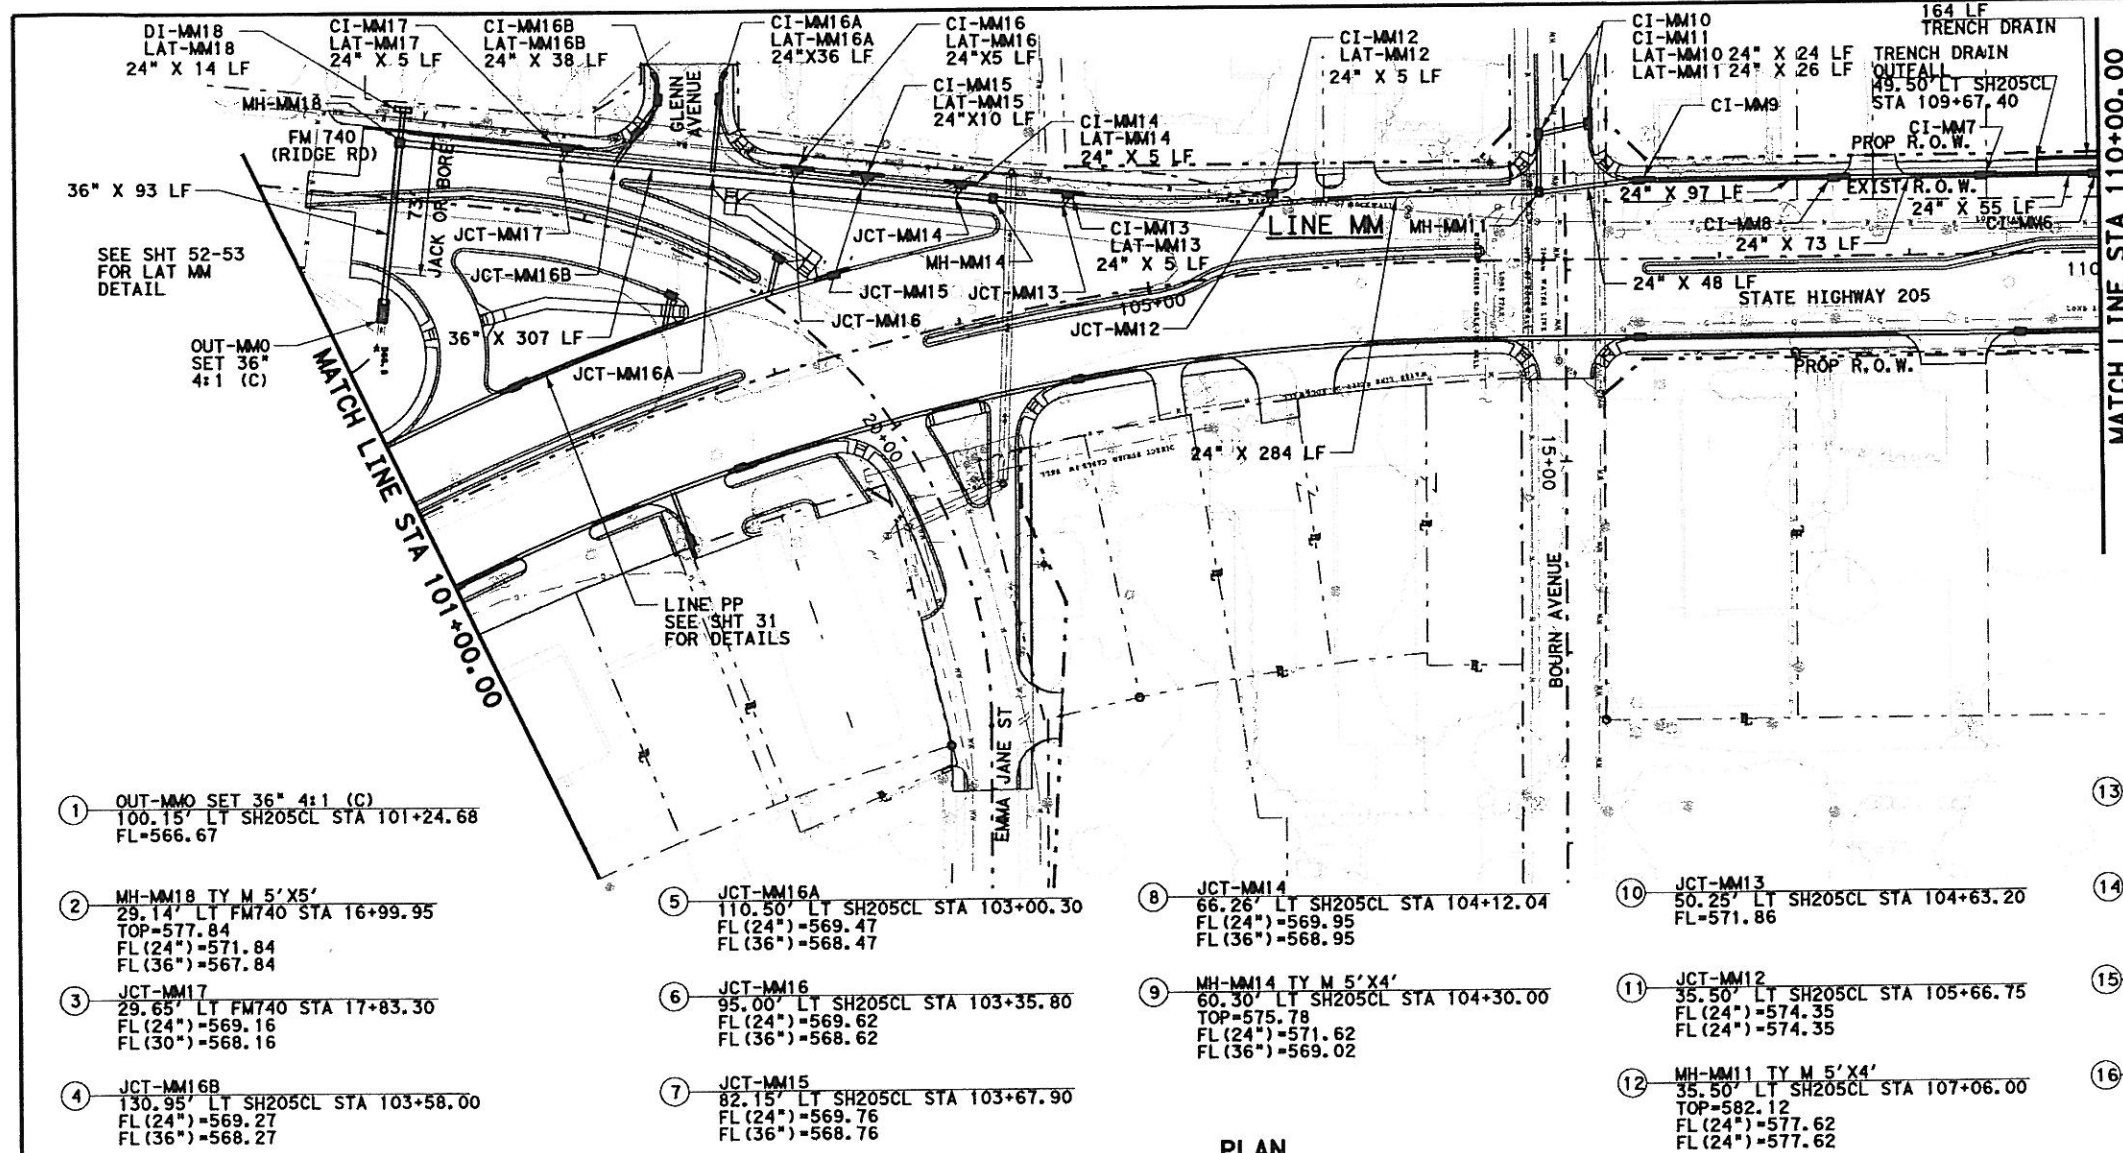 DI-MM18
LAT-MM18
24" X 14 LF
CI-MM17
LAT-MM17
24" X 5 LF
CI-MM16B
LAT-MM16B
24" X 38 LF
CI-MM16A
LAT-MM16A
24"X36 LF
CI-MM16
LAT-MM16
24"X5 LF
CI-MM15
LAT-MM15
24"X10 LF
CI-MM14
LAT-MM14
24" X 5 LF
CI-MM12
LAT-MM12
24" X 5 LF
CI-MM10
CI-MM11
LAT-MM10 24" X 24 LF
LAT-MM11 24" X 26 LF
164 LF
TRENCH DRAIN
TRENCH DRAIN
OUTFALL
49.50' LT SH205CL
STA 109+67.40
CI-MM9
CI-MM7
PROP R.O.W.
EXIST R.O.W.
MH-MM18
FM 740
(RIDGE RD)
GLENN
AVENUE
36" X 93 LF
73'
JACK OR BORE
SEE SHT 52-53
FOR LAT MM
DETAIL
OUT-MM0
SET 36"
4:1 (C)
JCT-MM17
JCT-MM16B
36" X 307 LF
JCT-MM16A
JCT-MM14
MH-MM14
JCT-MM15
JCT-MM16
JCT-MM13
CI-MM13
LAT-MM13
24" X 5 LF
105+00
JCT-MM12
LINE MM
MH-MM11
24" X 97 LF
24" X 55 LF
CI-MM8
CI-MM6
24" X 73 LF
24" X 48 LF
110
STATE HIGHWAY 205
PROP R.O.W.
24" X 284 LF
20+00
15+00
WATER LINE
DIRECT BURIED CABLE-SW BELL
BOURN AVENUE
EMMA JANE ST
LINE PP
SEE SHT 31
FOR DETAILS
MATCH LINE STA 101+00.00
MATCH LINE STA 110+00.00
1 OUT-MM0 SET 36" 4:1 (C)
100.15' LT SH205CL STA 101+24.68
FL=566.67
2 MH-MM18 TY M 5'X5'
29.14' LT FM740 STA 16+99.95
TOP=577.84
FL(24")=571.84
FL(36")=567.84
3 JCT-MM17
29.65' LT FM740 STA 17+83.30
FL(24")=569.16
FL(30")=568.16
4 JCT-MM16B
130.95' LT SH205CL STA 103+58.00
FL(24")=569.27
FL(36")=568.27
5 JCT-MM16A
110.50' LT SH205CL STA 103+00.30
FL(24")=569.47
FL(36")=568.47
6 JCT-MM16
95.00' LT SH205CL STA 103+35.80
FL(24")=569.62
FL(36")=568.62
7 JCT-MM15
82.15' LT SH205CL STA 103+67.90
FL(24")=569.76
FL(36")=568.76
8 JCT-MM14
66.26' LT SH205CL STA 104+12.04
FL(24")=569.95
FL(36")=568.95
9 MH-MM14 TY M 5'X4'
60.30' LT SH205CL STA 104+30.00
TOP=575.78
FL(24")=571.62
FL(36")=569.02
10 JCT-MM13
50.25' LT SH205CL STA 104+63.20
FL=571.86
11 JCT-MM12
35.50' LT SH205CL STA 105+66.75
FL(24")=574.35
FL(24")=574.35
12 MH-MM11 TY M 5'X4'
35.50' LT SH205CL STA 107+06.00
TOP=582.12
FL(24")=577.62
FL(24")=577.62
13
14
15
16
PLAN